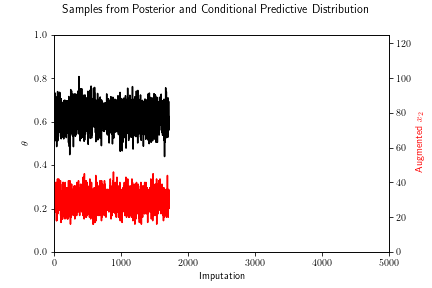 Samples from Posterior and Conditional Predictive Distribution
1.0
0.8
0.6
0.4
0.2
0.0
θ
120
100
80
60
40
20
0
Augmented x₂
0 1000 2000 3000 4000 5000
Imputation